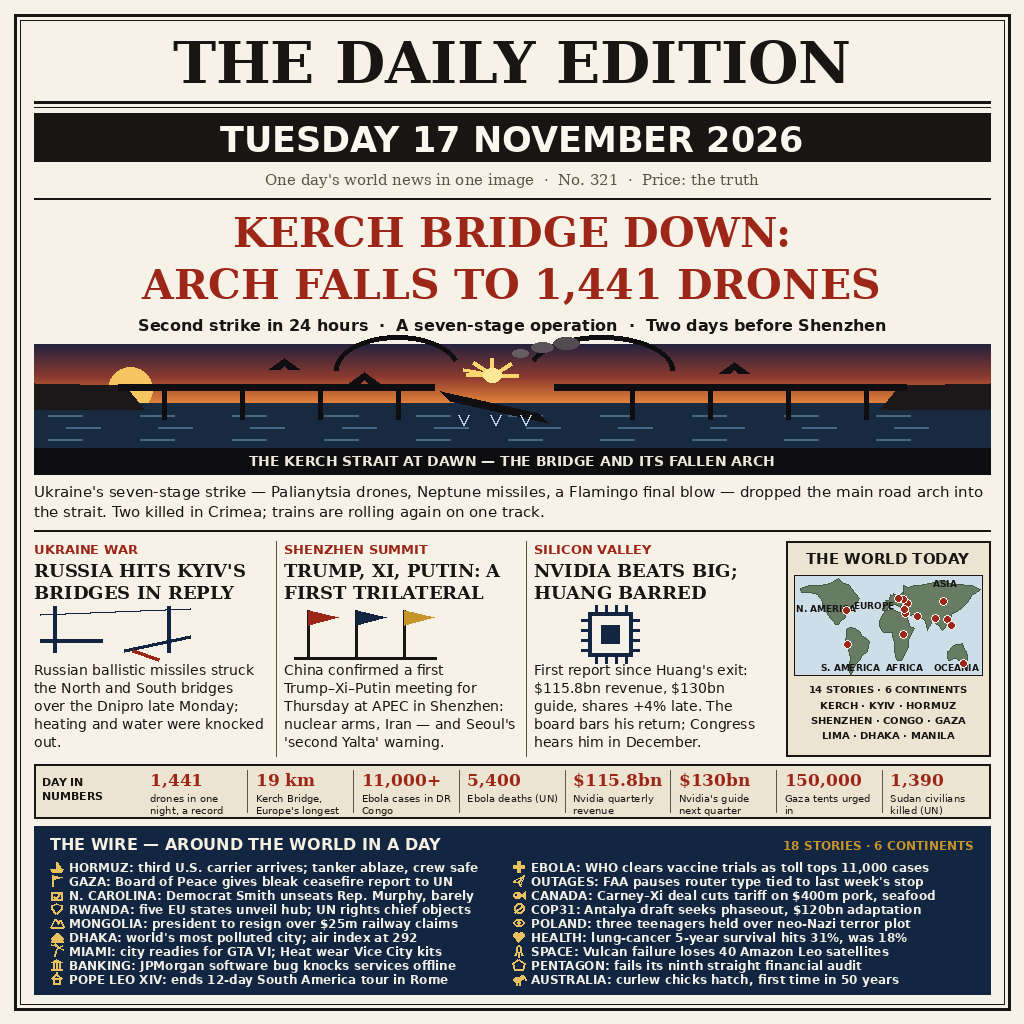 THE DAILY EDITION
TUESDAY 17 NOVEMBER 2026
One day's world news in one image · No. 321 · Price: the truth
KERCH BRIDGE DOWN:
ARCH FALLS TO 1,441 DRONES
Second strike in 24 hours · A seven-stage operation · Two days before Shenzhen
THE KERCH STRAIT AT DAWN — THE BRIDGE AND ITS FALLEN ARCH
Ukraine's seven-stage strike — Palianytsia drones, Neptune missiles, a Flamingo final blow — dropped the main road arch into
the strait. Two killed in Crimea; trains are rolling again on one track.
UKRAINE WAR
RUSSIA HITS KYIV'S
BRIDGES IN REPLY
Russian ballistic missiles struck
the North and South bridges
over the Dnipro late Monday;
heating and water were knocked
out.
SHENZHEN SUMMIT
TRUMP, XI, PUTIN: A
FIRST TRILATERAL
China confirmed a first
Trump–Xi–Putin meeting for
Thursday at APEC in Shenzhen:
nuclear arms, Iran — and Seoul's
'second Yalta' warning.
SILICON VALLEY
NVIDIA BEATS BIG;
HUANG BARRED
First report since Huang's exit:
$115.8bn revenue, $130bn
guide, shares +4% late. The
board bars his return; Congress
hears him in December.
THE WORLD TODAY
ASIA
N. AMERICA
EUROPE
S. AMERICA
AFRICA
OCEANIA
14 STORIES · 6 CONTINENTS
KERCH · KYIV · HORMUZ
SHENZHEN · CONGO · GAZA
LIMA · DHAKA · MANILA
DAY IN
NUMBERS
1,441
drones in one
night, a record
19 km
Kerch Bridge,
Europe's longest
11,000+
Ebola cases in DR
Congo
5,400
Ebola deaths (UN)
$115.8bn
Nvidia quarterly
revenue
$130bn
Nvidia's guide
next quarter
150,000
Gaza tents urged
in
1,390
Sudan civilians
killed (UN)
THE WIRE — AROUND THE WORLD IN A DAY
18 STORIES · 6 CONTINENTS
HORMUZ: third U.S. carrier arrives; tanker ablaze, crew safe
GAZA: Board of Peace gives bleak ceasefire report to UN
N. CAROLINA: Democrat Smith unseats Rep. Murphy, barely
RWANDA: five EU states unveil hub; UN rights chief objects
MONGOLIA: president to resign over $25m railway claims
DHAKA: world's most polluted city; air index at 292
MIAMI: city readies for GTA VI; Heat wear Vice City kits
BANKING: JPMorgan software bug knocks services offline
POPE LEO XIV: ends 12-day South America tour in Rome
EBOLA: WHO clears vaccine trials as toll tops 11,000 cases
OUTAGES: FAA pauses router type tied to last week's stop
CANADA: Carney–Xi deal cuts tariff on $400m pork, seafood
COP31: Antalya draft seeks phaseout, $120bn adaptation
POLAND: three teenagers held over neo-Nazi terror plot
HEALTH: lung-cancer 5-year survival hits 31%, was 18%
SPACE: Vulcan failure loses 40 Amazon Leo satellites
PENTAGON: fails its ninth straight financial audit
AUSTRALIA: curlew chicks hatch, first time in 50 years